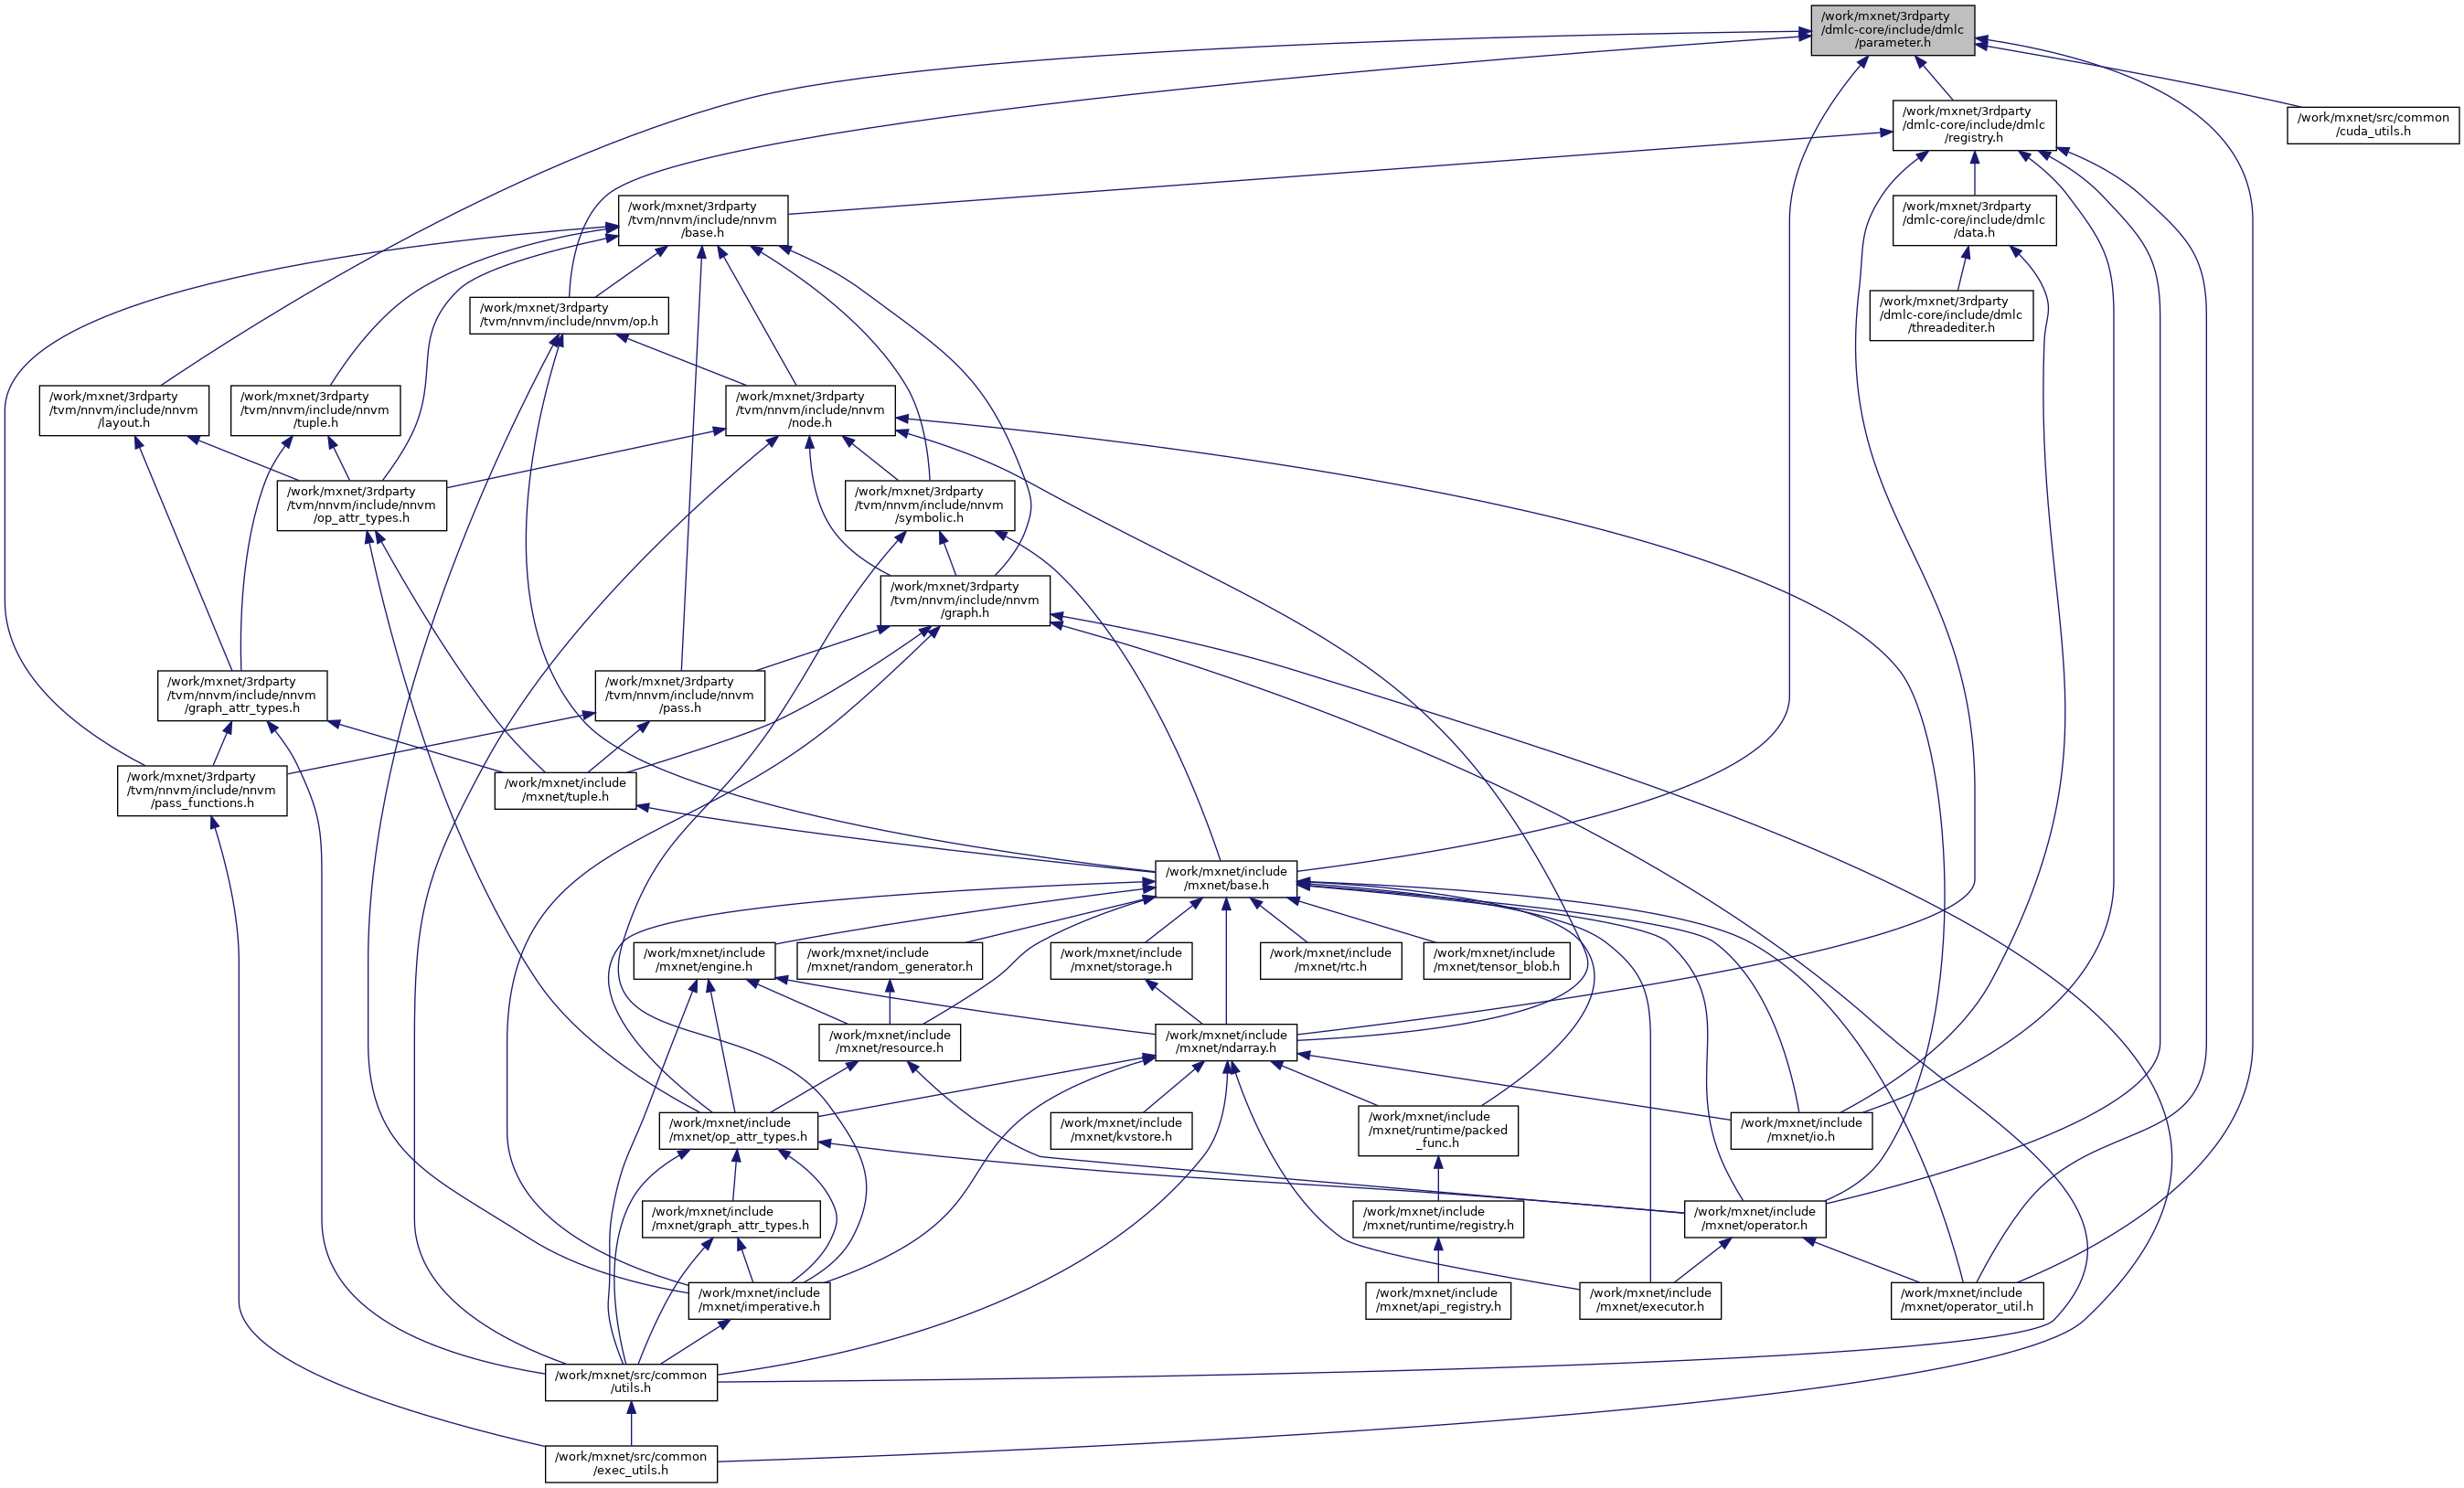 /work/mxnet/3rdparty
/dmlc-core/include/dmlc
/parameter.h
/work/mxnet/3rdparty
/dmlc-core/include/dmlc
/registry.h
/work/mxnet/src/common
/cuda_utils.h
/work/mxnet/3rdparty
/tvm/nnvm/include/nnvm
/base.h
/work/mxnet/3rdparty
/dmlc-core/include/dmlc
/data.h
/work/mxnet/3rdparty
/tvm/nnvm/include/nnvm/op.h
/work/mxnet/3rdparty
/dmlc-core/include/dmlc
/threadediter.h
/work/mxnet/3rdparty
/tvm/nnvm/include/nnvm
/layout.h
/work/mxnet/3rdparty
/tvm/nnvm/include/nnvm
/tuple.h
/work/mxnet/3rdparty
/tvm/nnvm/include/nnvm
/node.h
/work/mxnet/3rdparty
/tvm/nnvm/include/nnvm
/op_attr_types.h
/work/mxnet/3rdparty
/tvm/nnvm/include/nnvm
/symbolic.h
/work/mxnet/3rdparty
/tvm/nnvm/include/nnvm
/graph.h
/work/mxnet/3rdparty
/tvm/nnvm/include/nnvm
/graph_attr_types.h
/work/mxnet/3rdparty
/tvm/nnvm/include/nnvm
/pass.h
/work/mxnet/3rdparty
/tvm/nnvm/include/nnvm
/pass_functions.h
/work/mxnet/include
/mxnet/tuple.h
/work/mxnet/include
/mxnet/base.h
/work/mxnet/include
/mxnet/engine.h
/work/mxnet/include
/mxnet/random_generator.h
/work/mxnet/include
/mxnet/storage.h
/work/mxnet/include
/mxnet/rtc.h
/work/mxnet/include
/mxnet/tensor_blob.h
/work/mxnet/include
/mxnet/resource.h
/work/mxnet/include
/mxnet/ndarray.h
/work/mxnet/include
/mxnet/op_attr_types.h
/work/mxnet/include
/mxnet/kvstore.h
/work/mxnet/include
/mxnet/runtime/packed
_func.h
/work/mxnet/include
/mxnet/io.h
/work/mxnet/include
/mxnet/graph_attr_types.h
/work/mxnet/include
/mxnet/runtime/registry.h
/work/mxnet/include
/mxnet/operator.h
/work/mxnet/include
/mxnet/imperative.h
/work/mxnet/include
/mxnet/api_registry.h
/work/mxnet/include
/mxnet/executor.h
/work/mxnet/include
/mxnet/operator_util.h
/work/mxnet/src/common
/utils.h
/work/mxnet/src/common
/exec_utils.h